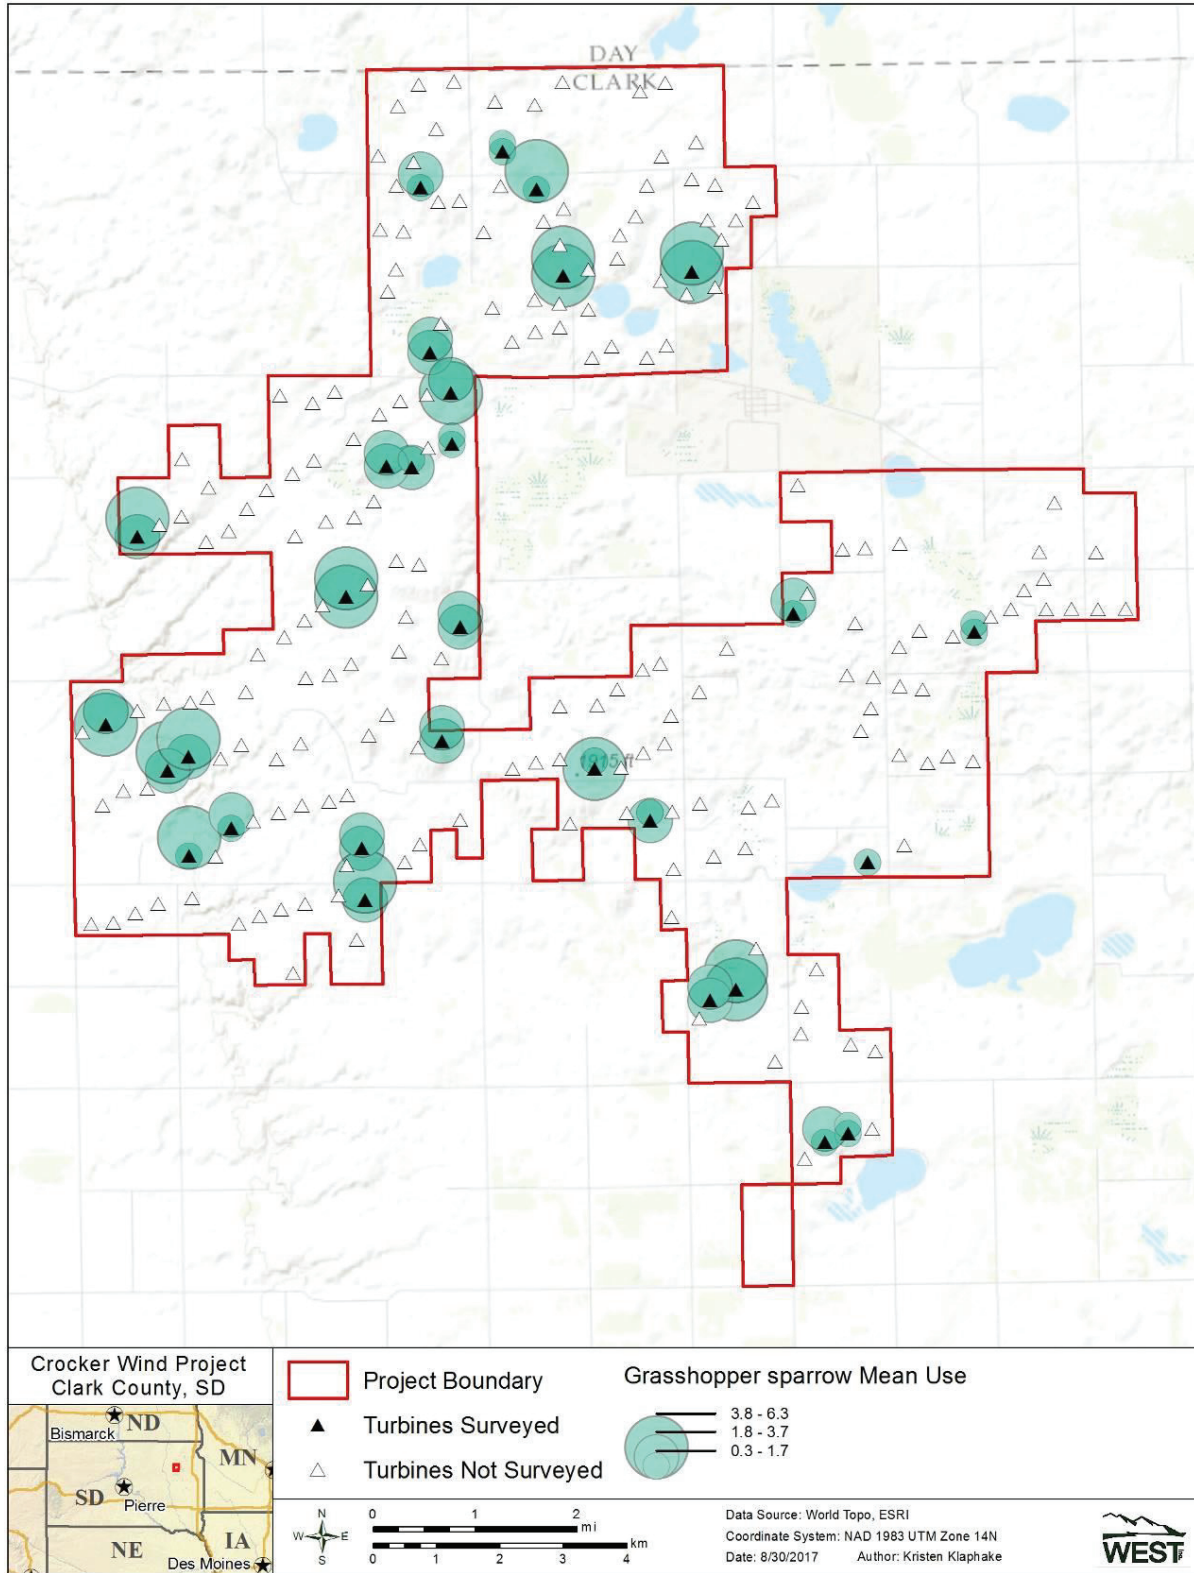 DAY
CLARK
1915 ft
Crocker Wind Project
Clark County, SD
ND
Bismarck
MN
SD
Pierre
NE
IA
Des Moines
Project Boundary
Turbines Surveyed
Turbines Not Surveyed
Grasshopper sparrow Mean Use
3.8 - 6.3
1.8 - 3.7
0.3 - 1.7
N
W E
S
0 1 2
mi
km
0 1 2 3 4
Data Source: World Topo, ESRI
Coordinate System: NAD 1983 UTM Zone 14N
Date: 8/30/2017 Author: Kristen Klaphake
WEST